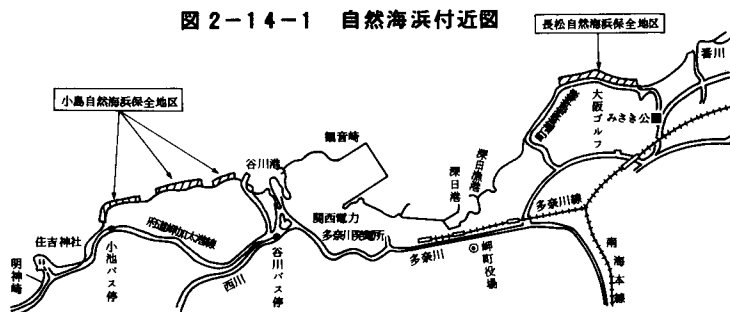 図2-14-1 自然海浜付近図
長松自然海浜保全地区
番川
小島自然海浜保全地区
大阪ゴルフ
みさき公
観音崎
谷川港
深日漁港
深日港
関西電力
多奈川発電所
多奈川線
住吉神社
府道岬加太港線
小池バス停
谷川バス停
西川
多奈川
岬町役場
南海本線
明神崎